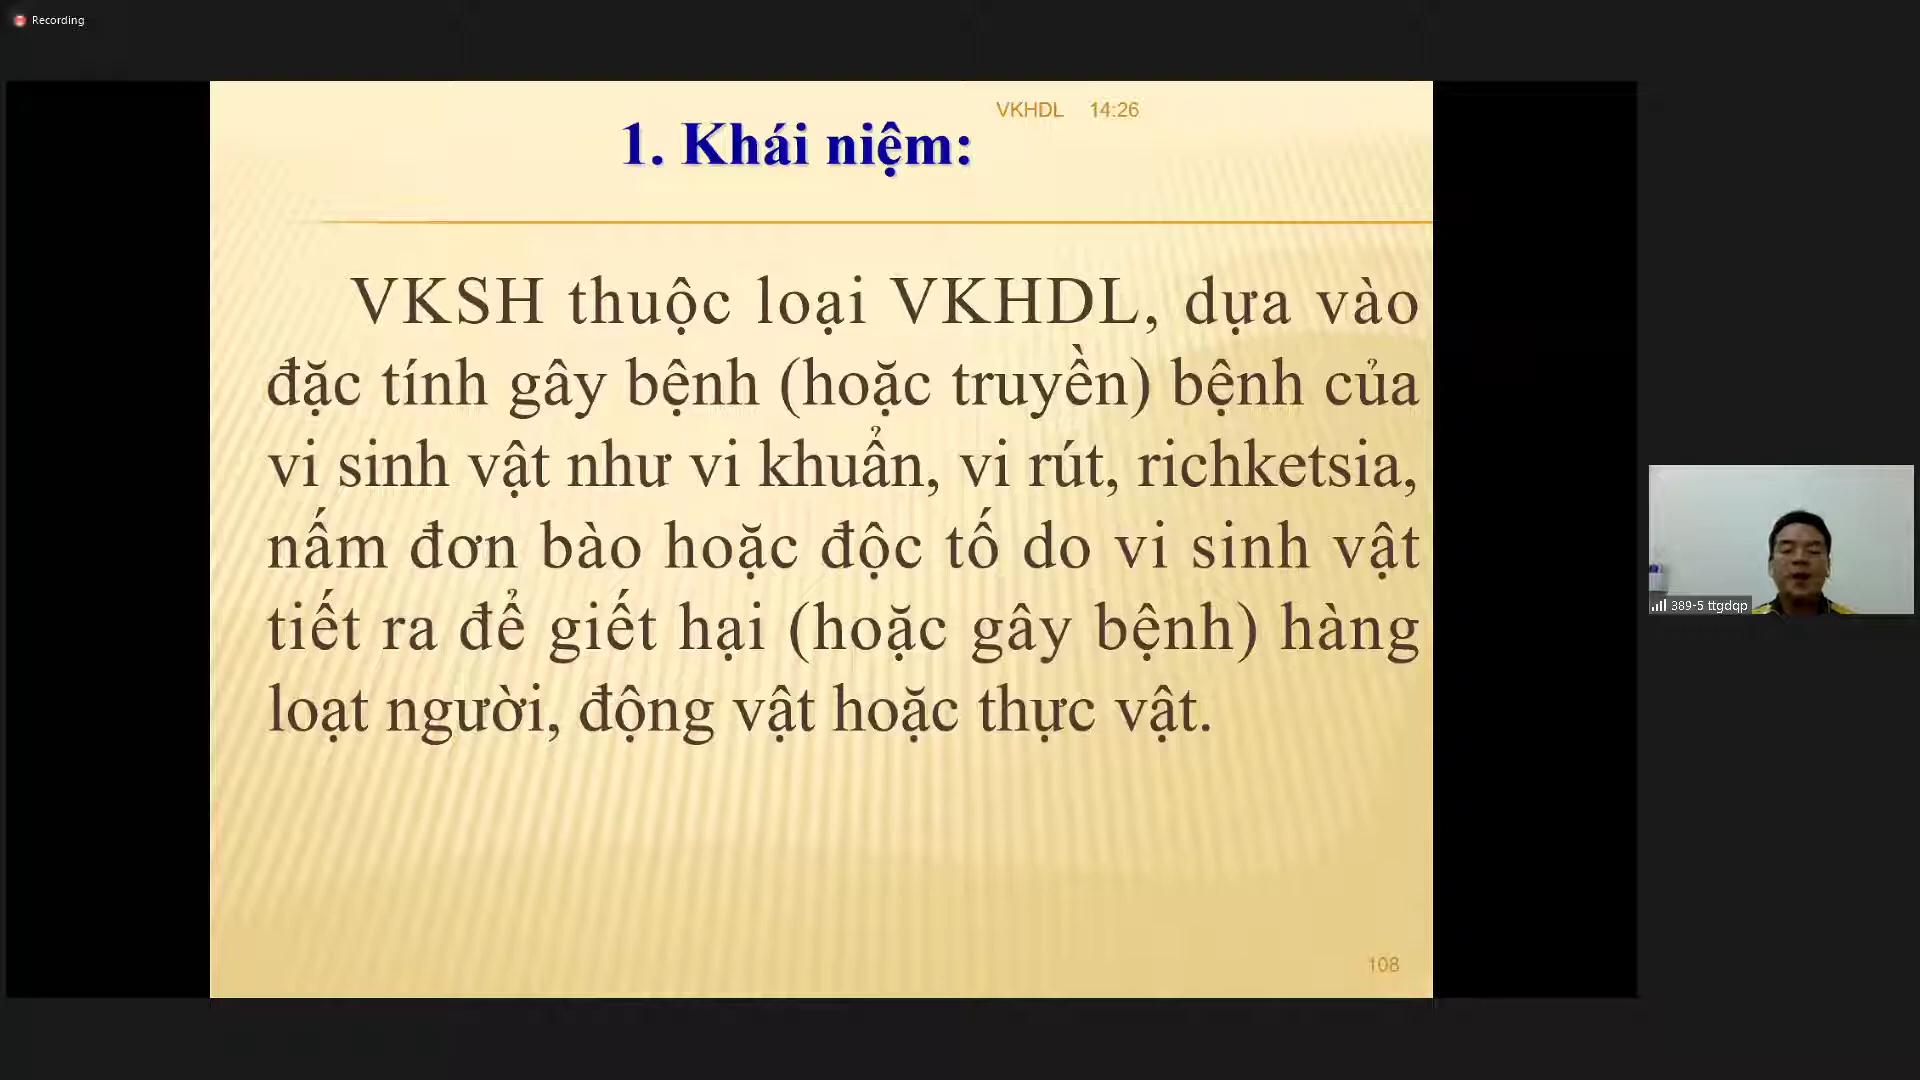 Recording
VKHDL 14:26
1. Khái niệm:
VKSH thuộc loại VKHDL, dựa vào
đặc tính gây bệnh (hoặc truyền) bệnh của
vi sinh vật như vi khuẩn, vi rút, richketsia,
nấm đơn bào hoặc độc tố do vi sinh vật
tiết ra để giết hại (hoặc gây bệnh) hàng
loạt người, động vật hoặc thực vật.
389-5 ttgdqp
108